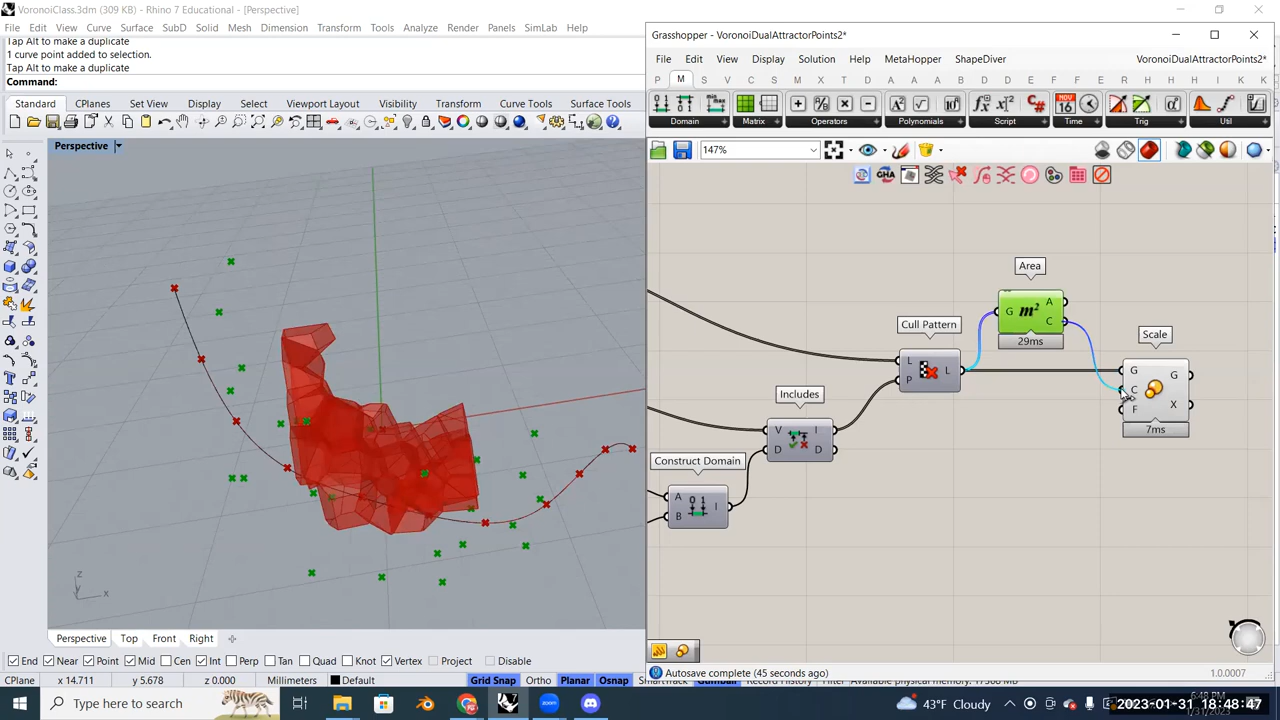 VoronoiClass.3dm (309 KB) - Rhino 7 Educational - [Perspective]
File Edit View Curve Surface SubD Solid Mesh Dimension Transform Tools Analyze Render Panels SimLab Help
Tap Alt to make a duplicate
1 curve point added to selection.
Tap Alt to make a duplicate
Command:
Standard CPlanes Set View Display Select Viewport Layout Visibility Transform Curve Tools Surface Tools
Perspective
z
y
x
Perspective Top Front Right
End Near Point Mid Cen Int Perp Tan Quad Knot Vertex Project Disable
CPlane x 14.711 y 5.678 z 0.000 Millimeters Default Grid Snap Ortho Planar Osnap SmartTrack Gumball Record History Filter
Grasshopper - VoronoiDualAttractorPoints2*
File Edit View Display Solution Help MetaHopper ShapeDiver VoronoiDualAttractorPoints2*
P M S V
Domain Matrix Operators Polynomials Script Time Trig Util
147%
Area
G m² A
C
29ms
Cull Pattern
L L
P
Scale
G G
C
F X
7ms
Includes
V I
D D
Construct Domain
A I
B
Autosave complete (45 seconds ago) 1.0.0007
Type here to search
43°F Cloudy
2023-01-31 18:48:47